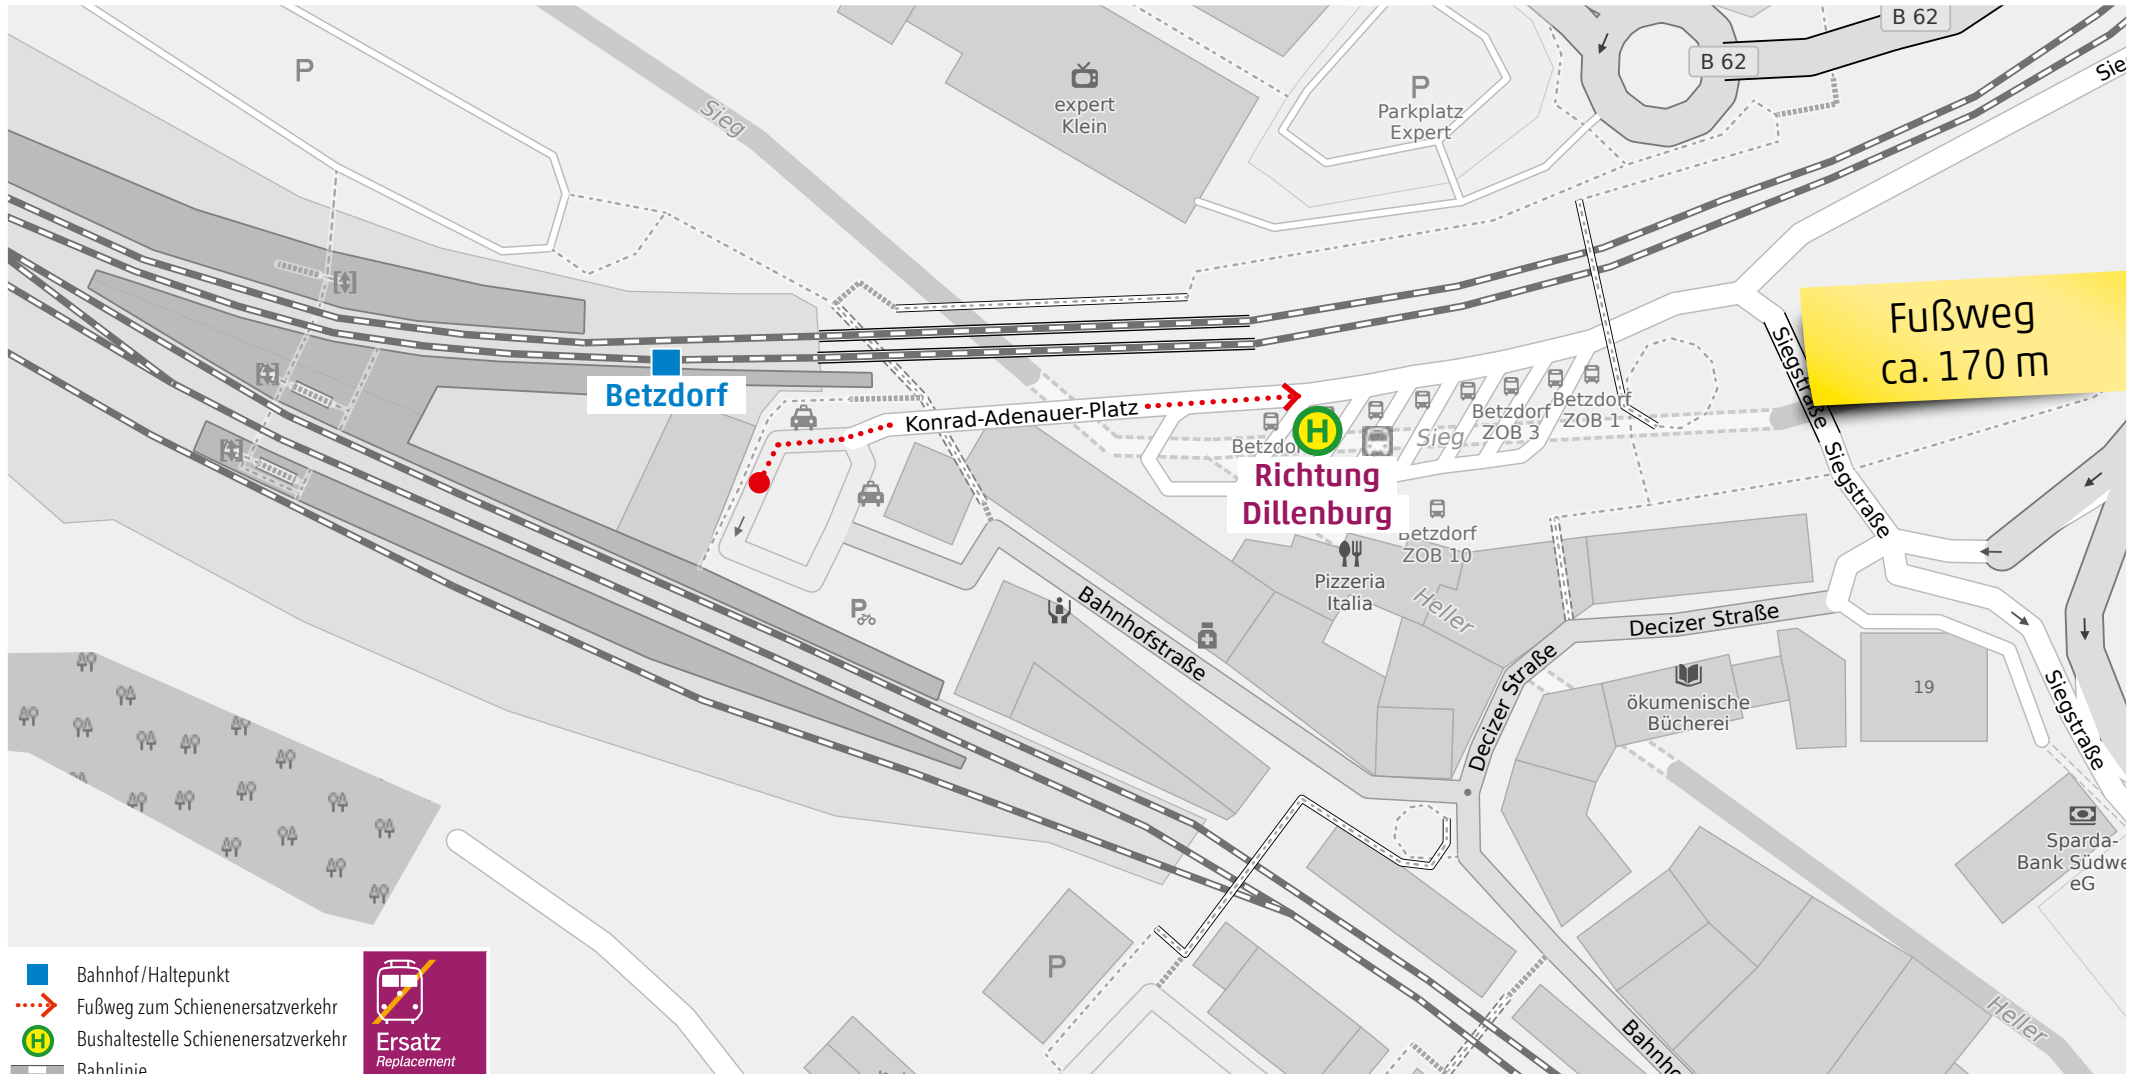 B 62
B 62
Sie
P
Sieg
expert
Klein
P
Parkplatz
Expert
Fußweg
ca. 170 m
Betzdorf
Konrad-Adenauer-Platz
Siegstraße
Siegstraße
Betzdorf
ZOB 3
Betzdorf
ZOB 1
Sieg
H
Richtung
Dillenburg
Betzdorf
ZOB 10
Pizzeria
Italia
Heller
P
Bahnhofstraße
Decizer Straße
Decizer Straße
ökumenische
Bücherei
19
Siegstraße
Sparda-
Bank Südwe
eG
P
Heller
Bahnho
Bahnhof/Haltepunkt
Fußweg zum Schienenersatzverkehr
H
Bushaltestelle Schienenersatzverkehr
Bahnlinie
Ersatz
Replacement